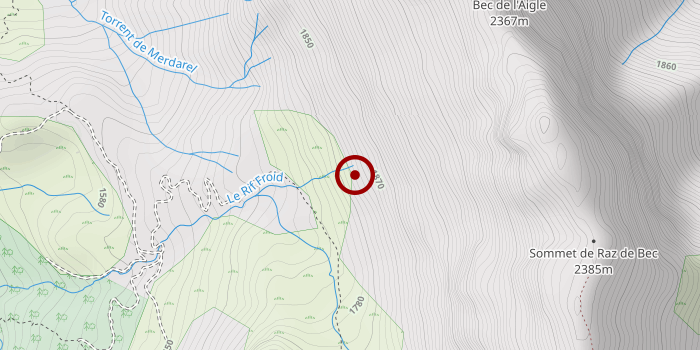 Bec de l'Aigle
2367m
Torrent de Merdarel
1850
1860
1870
Le Rif Froid
1580
Sommet de Raz de Bec
2385m
1780